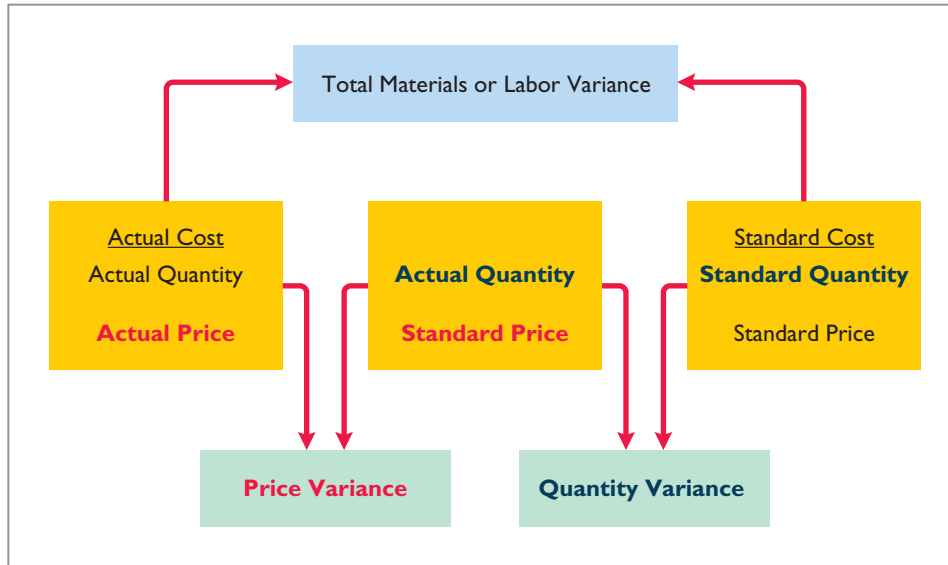 Total Materials or Labor Variance
Actual Cost
Actual Quantity
Actual Price
Actual Quantity
Standard Price
Standard Cost
Standard Quantity
Standard Price
Price Variance
Quantity Variance